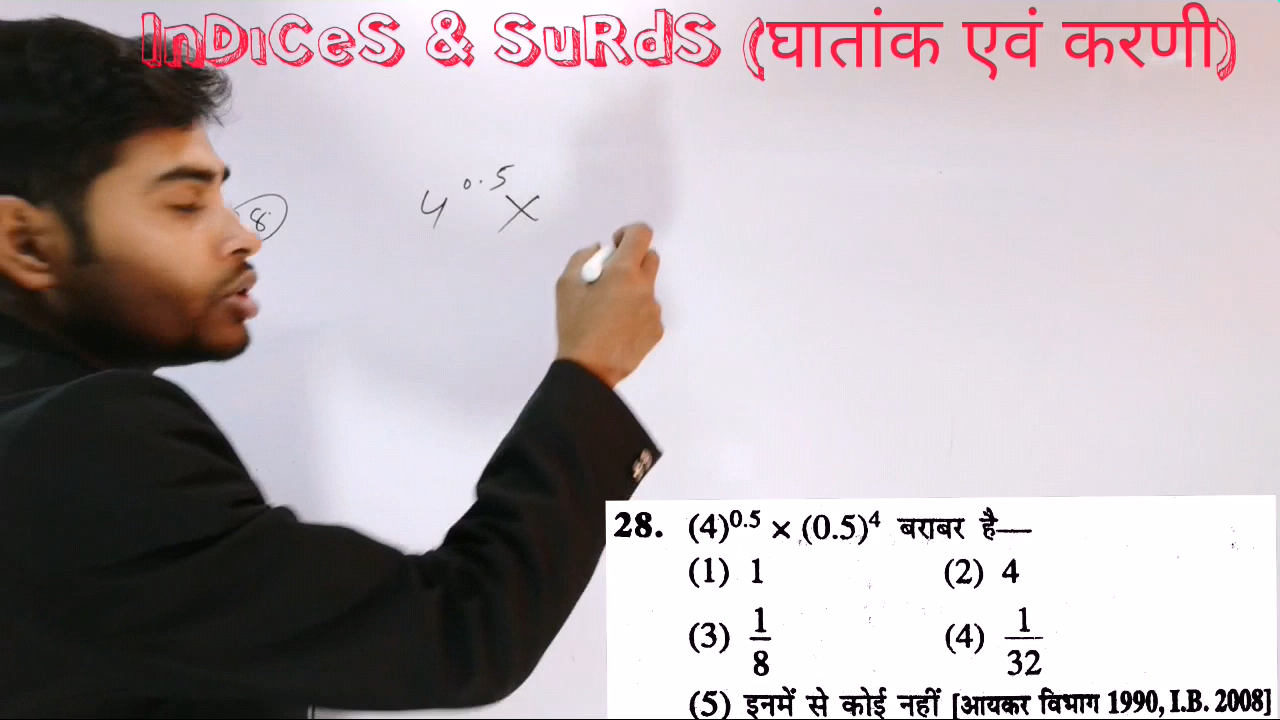 InDiCeS & SuRdS (घातांक एवं करणी)
8
4^0.5 ×
28. (4)^0.5 × (0.5)^4 बराबर है—
(1) 1 (2) 4
(3) 1/8 (4) 1/32
(5) इनमें से कोई नहीं [आयकर विभाग 1990, I.B. 2008]